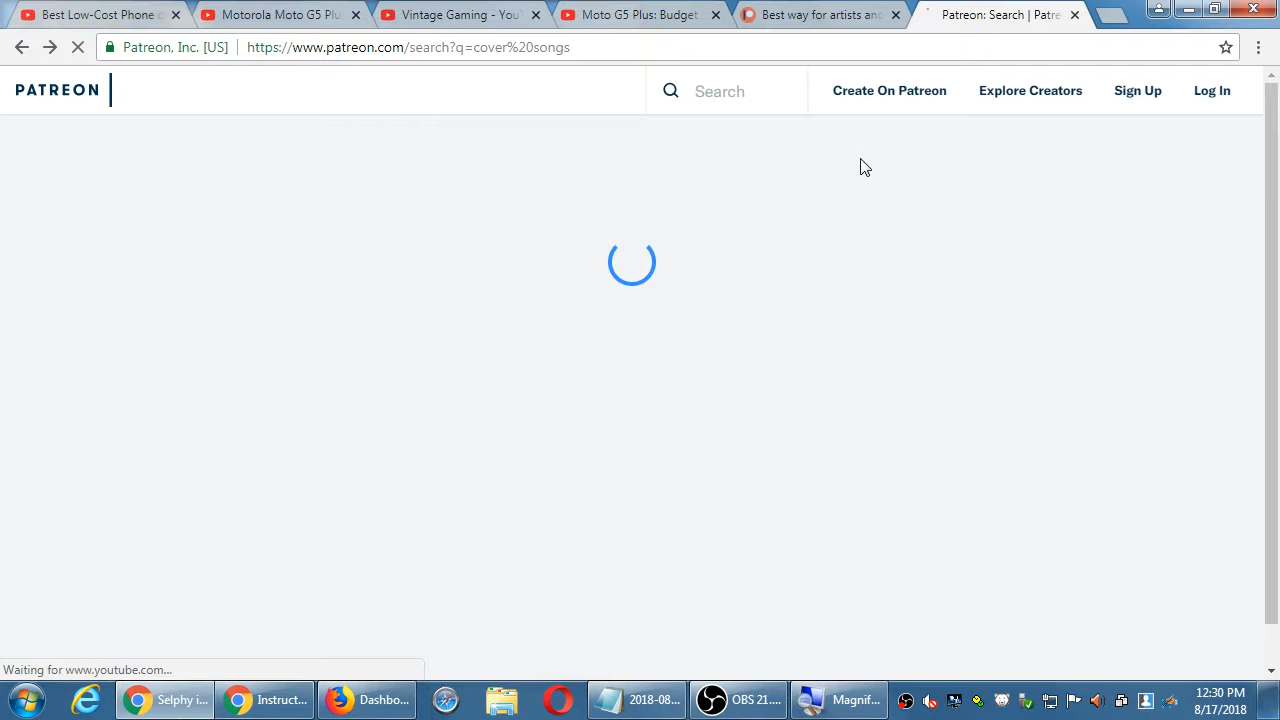 Best Low-Cost Phone o
Motorola Moto G5 Plu
Vintage Gaming - You
Moto G5 Plus: Budget
Best way for artists and
Patreon: Search | Patre
Patreon, Inc. [US] https://www.patreon.com/search?q=cover%20songs
PATREON
Search
Create On Patreon
Explore Creators
Sign Up
Log In
Waiting for www.youtube.com...
Selphy i...
Instruct...
Dashbo...
2018-08...
OBS 21....
Magnif...
12:30 PM
8/17/2018